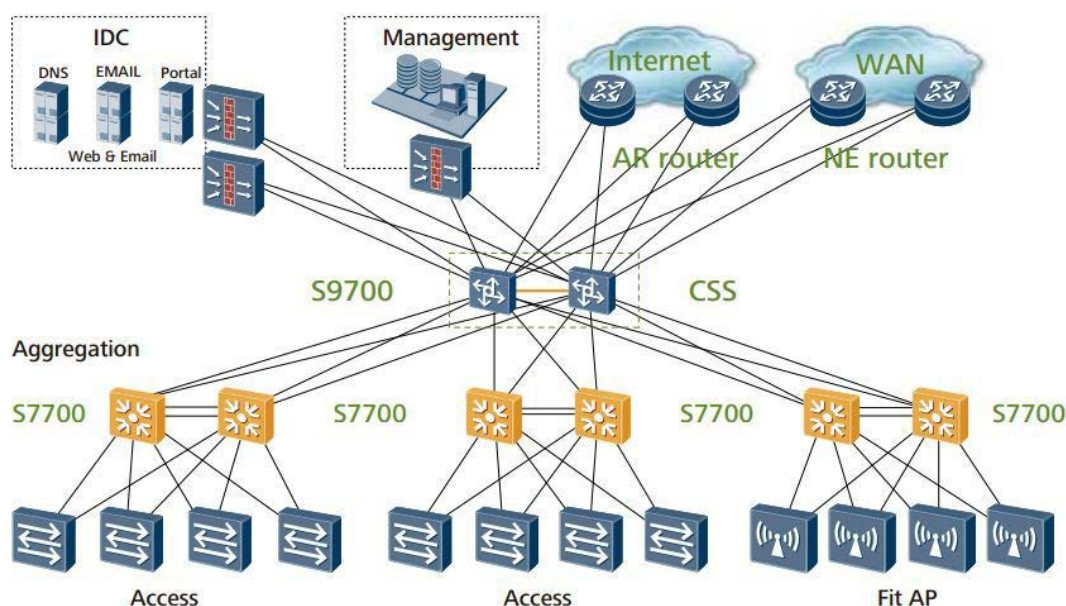 IDC
DNS EMAIL Portal
Web & Email
Management
Internet
WAN
AR router
NE router
S9700
CSS
Aggregation
S7700
S7700
S7700
S7700
Access
Access
Fit AP